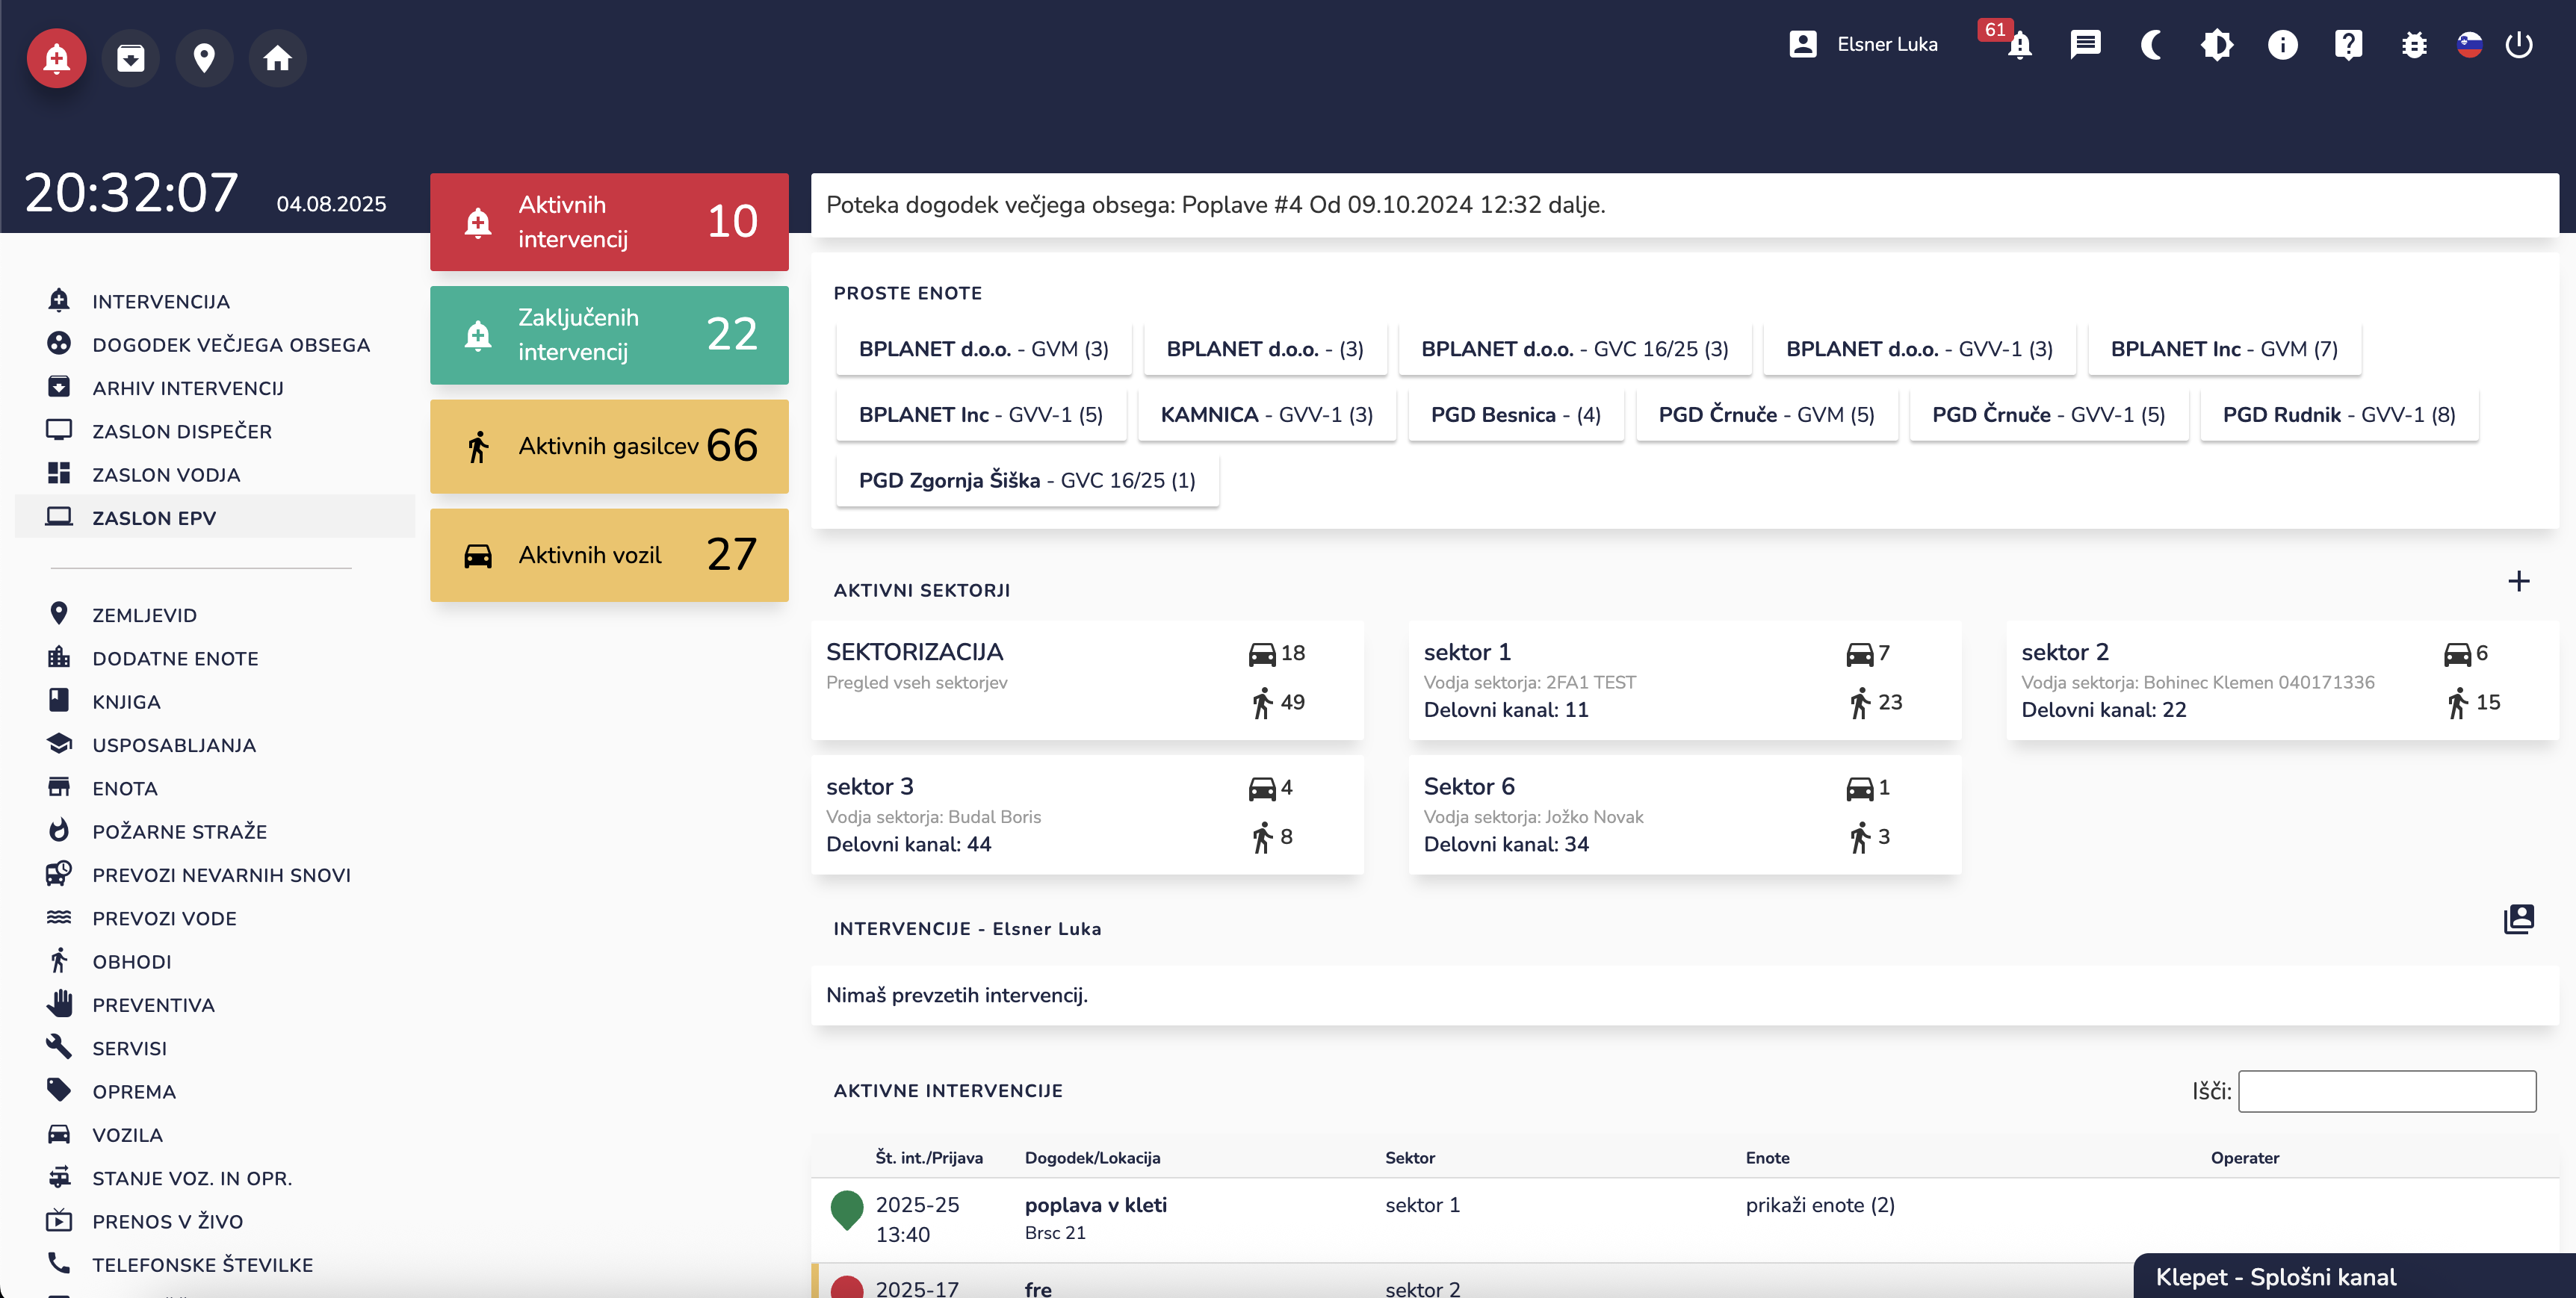 Elsner Luka
61
20:32:07
04.08.2025
INTERVENCIJA
DOGODEK VEČJEGA OBSEGA
ARHIV INTERVENCIJ
ZASLON DISPEČER
ZASLON VODJA
ZASLON EPV
ZEMLJEVID
DODATNE ENOTE
KNJIGA
USPOSABLJANJA
ENOTA
POŽARNE STRAŽE
PREVOZI NEVARNIH SNOVI
PREVOZI VODE
OBHODI
PREVENTIVA
SERVISI
OPREMA
VOZILA
STANJE VOZ. IN OPR.
PRENOS V ŽIVO
TELEFONSKE ŠTEVILKE
Aktivnih
intervencij
10
Zaključenih
intervencij
22
Aktivnih gasilcev 66
Aktivnih vozil 27
Poteka dogodek večjega obsega: Poplave #4 Od 09.10.2024 12:32 dalje.
PROSTE ENOTE
BPLANET d.o.o. - GVM (3)
BPLANET d.o.o. - (3)
BPLANET d.o.o. - GVC 16/25 (3)
BPLANET d.o.o. - GVV-1 (3)
BPLANET Inc - GVM (7)
BPLANET Inc - GVV-1 (5)
KAMNICA - GVV-1 (3)
PGD Besnica - (4)
PGD Črnuče - GVM (5)
PGD Črnuče - GVV-1 (5)
PGD Rudnik - GVV-1 (8)
PGD Zgornja Šiška - GVC 16/25 (1)
AKTIVNI SEKTORJI
SEKTORIZACIJA
Pregled vseh sektorjev
18
49
sektor 1
Vodja sektorja: 2FA1 TEST
Delovni kanal: 11
7
23
sektor 2
Vodja sektorja: Bohinec Klemen 040171336
Delovni kanal: 22
6
15
sektor 3
Vodja sektorja: Budal Boris
Delovni kanal: 44
4
8
Sektor 6
Vodja sektorja: Jožko Novak
Delovni kanal: 34
1
3
INTERVENCIJE - Elsner Luka
Nimaš prevzetih intervencij.
AKTIVNE INTERVENCIJE
Išči:
Št. int./Prijava Dogodek/Lokacija Sektor Enote Operater
2025-25 poplava v kleti sektor 1 prikaži enote (2)
13:40 Brsc 21
2025-17 fre sektor 2
Klepet - Splošni kanal